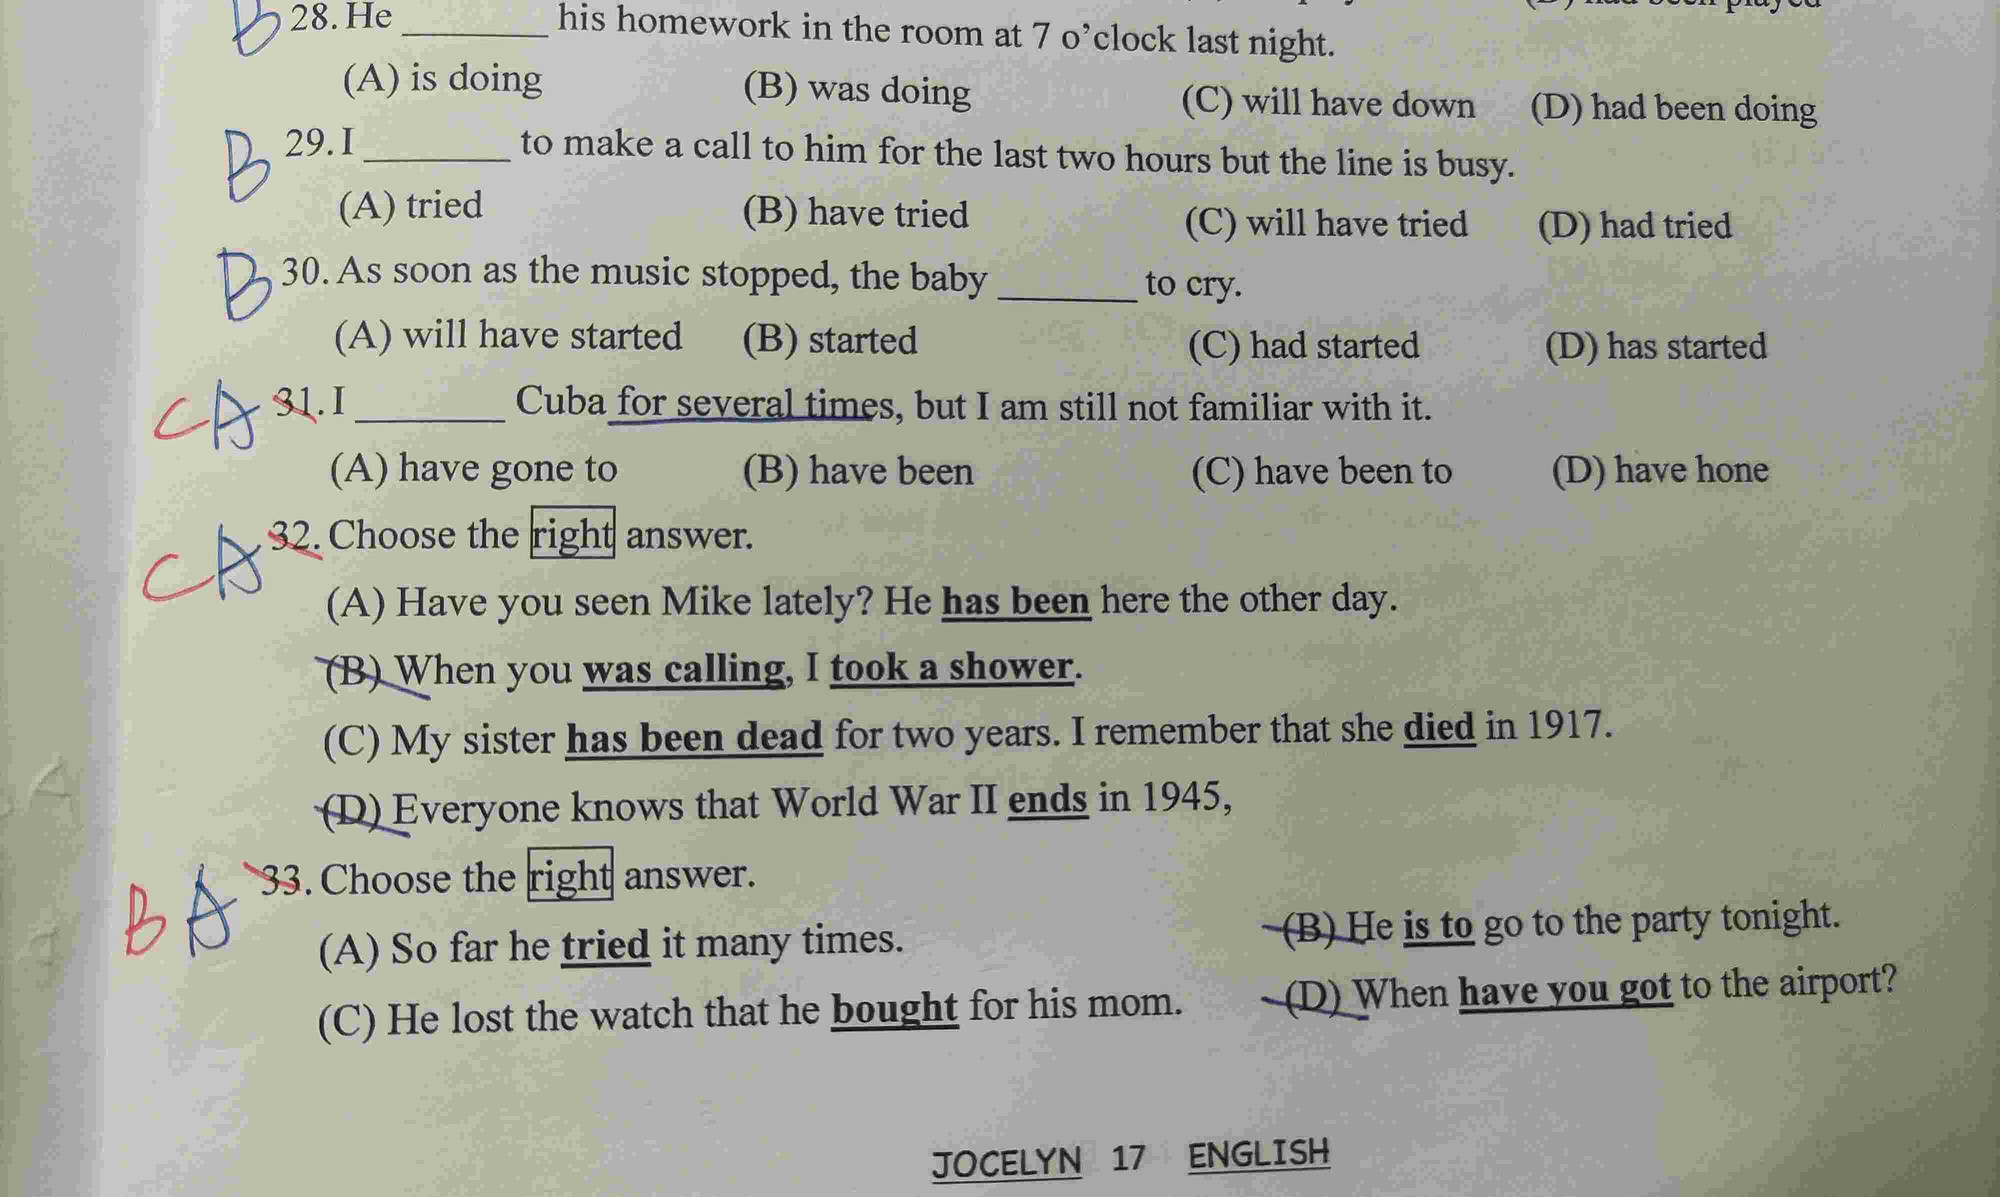 B 28. He ________ his homework in the room at 7 o'clock last night.
(A) is doing (B) was doing (C) will have down (D) had been doing
B 29. I ________ to make a call to him for the last two hours but the line is busy.
(A) tried (B) have tried (C) will have tried (D) had tried
B 30. As soon as the music stopped, the baby ________ to cry.
(A) will have started (B) started (C) had started (D) has started
C A 31. I ________ Cuba for several times, but I am still not familiar with it.
(A) have gone to (B) have been (C) have been to (D) have hone
C A 32. Choose the right answer.
(A) Have you seen Mike lately? He has been here the other day.
(B) When you was calling, I took a shower.
(C) My sister has been dead for two years. I remember that she died in 1917.
(D) Everyone knows that World War II ends in 1945,
B A 33. Choose the right answer.
(A) So far he tried it many times. (B) He is to go to the party tonight.
(C) He lost the watch that he bought for his mom. (D) When have you got to the airport?
JOCELYN 17 ENGLISH